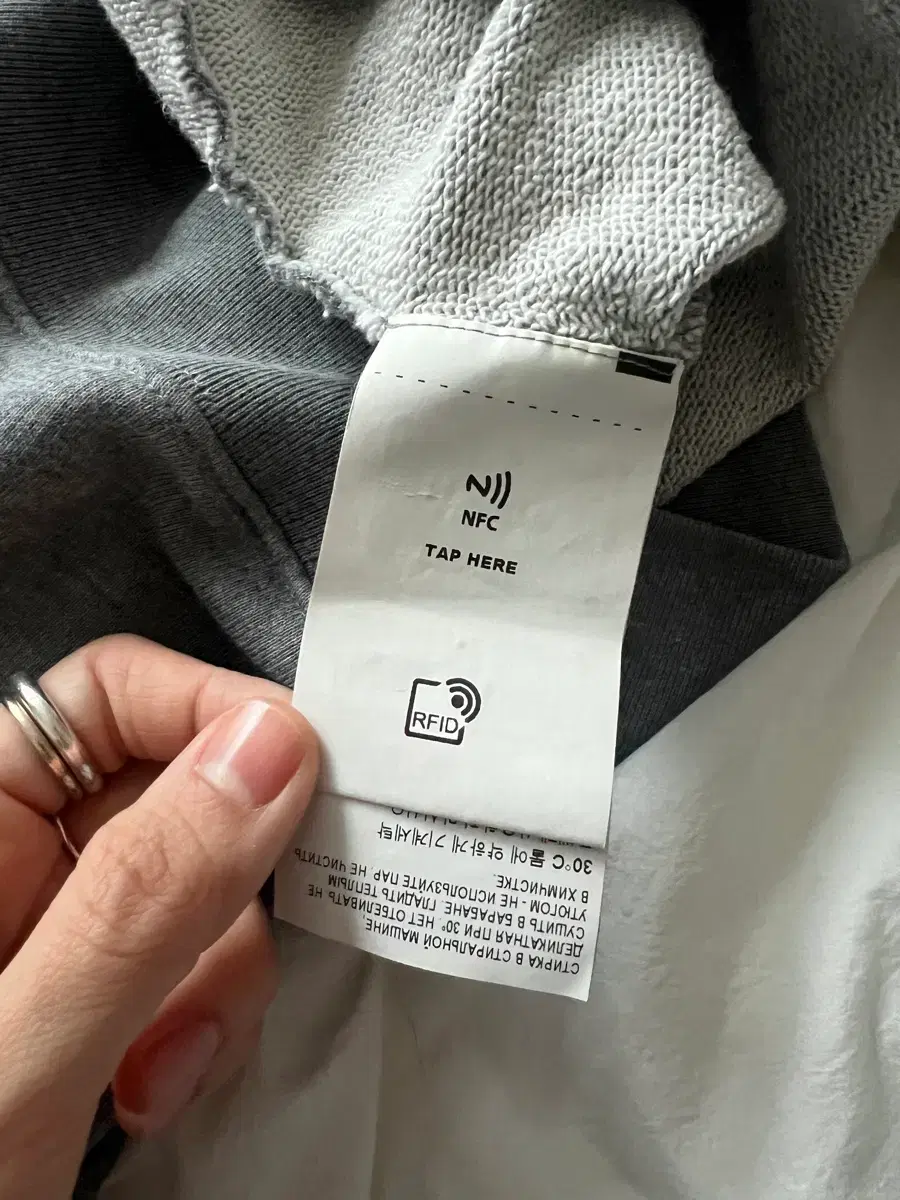 NFC
TAP HERE
RFID
СТИРКА В СТИРАЛЬНОЙ МАШИНЕ,
ДЕЛИКАТНАЯ ПРИ 30°. НЕТ ОТБЕЛИВАТЬ. НЕ
СУШИТЬ В БАРАБАНЕ. ГЛАДИТЬ ТЕПЛЫМ
УТЮГОМ - НЕ ИСПОЛЬЗУЙТЕ ПАР. НЕ ЧИСТИТЬ
В ХИМЧИСТКЕ.
30°C 물에 약하게 기계세탁